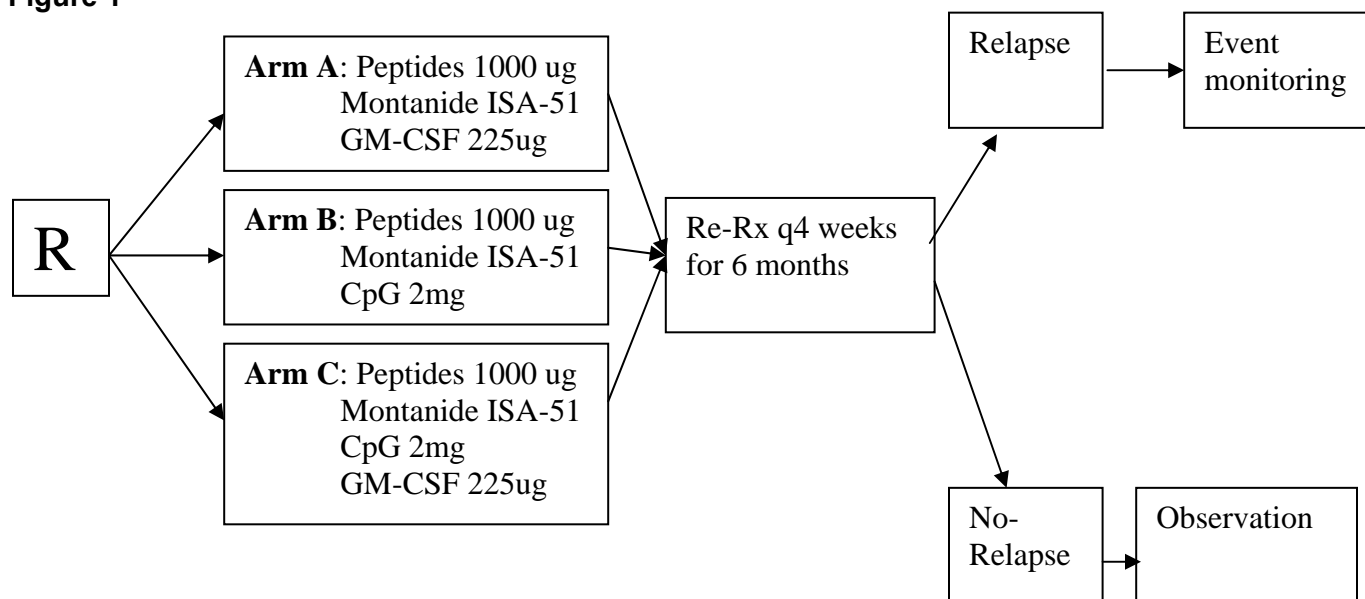 Figure 1
R
Arm A: Peptides 1000 ug
Montanide ISA-51
GM-CSF 225ug
Arm B: Peptides 1000 ug
Montanide ISA-51
CpG 2mg
Arm C: Peptides 1000 ug
Montanide ISA-51
CpG 2mg
GM-CSF 225ug
Re-Rx q4 weeks
for 6 months
Relapse
Event
monitoring
No-
Relapse
Observation